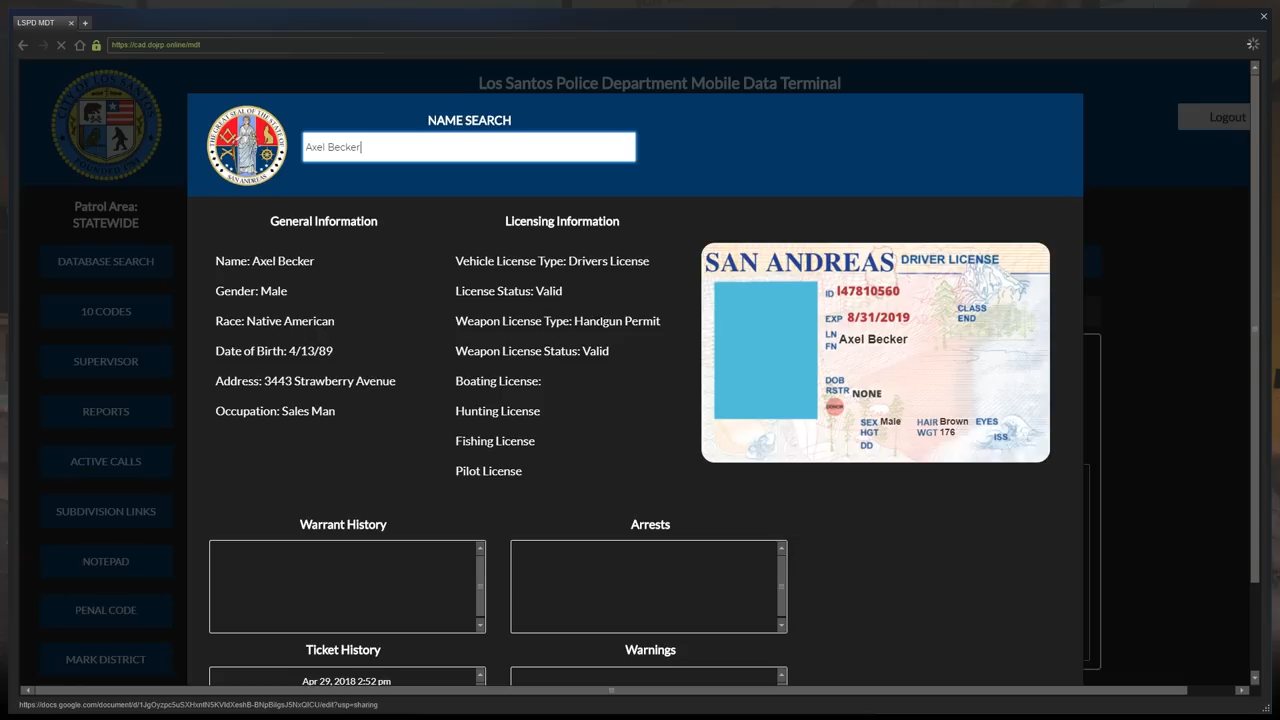 LSPD MDT
https://cad.dojrp.online/mdt
Los Santos Police Department Mobile Data Terminal
Logout
Patrol Area:
STATEWIDE
DATABASE SEARCH
10 CODES
SUPERVISOR
REPORTS
ACTIVE CALLS
SUBDIVISION LINKS
NOTEPAD
PENAL CODE
MARK DISTRICT
NAME SEARCH
Axel Becker
General Information
Name: Axel Becker
Gender: Male
Race: Native American
Date of Birth: 4/13/89
Address: 3443 Strawberry Avenue
Occupation: Sales Man
Licensing Information
Vehicle License Type: Drivers License
License Status: Valid
Weapon License Type: Handgun Permit
Weapon License Status: Valid
Boating License:
Hunting License
Fishing License
Pilot License
SAN ANDREAS DRIVER LICENSE
ID I47810560
EXP 8/31/2019
CLASS
END
LN
FN Axel Becker
DOB
RSTR NONE
DONOR
SEX Male HAIR Brown EYES
HGT WGT 176 ISS.
DD
Warrant History
Arrests
Ticket History
Apr 29, 2018 2:52 pm
Warnings